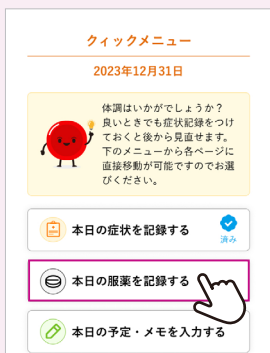 クィックメニュー
2023年12月31日
体調はいかがでしょうか？
良いときでも症状記録をつけ
ておくと後から見直せます。
下のメニューから各ページに
直接移動が可能ですのでお選
びください。
本日の症状を記録する
済み
本日の服薬を記録する
本日の予定・メモを入力する